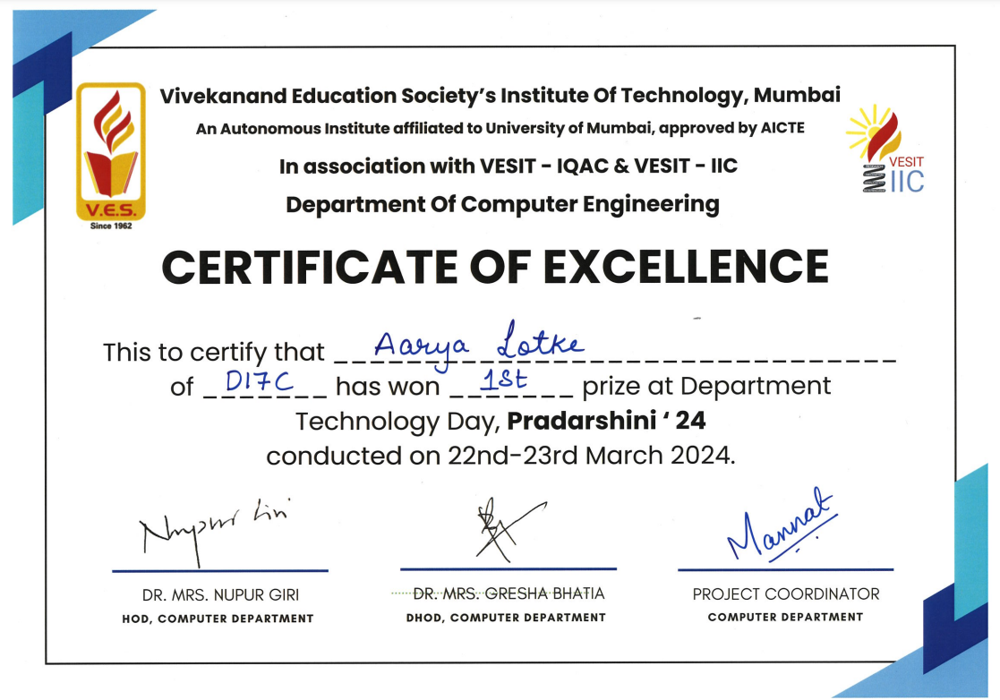 Vivekanand Education Society's Institute Of Technology, Mumbai
An Autonomous Institute affiliated to University of Mumbai, approved by AICTE
In association with VESIT - IQAC & VESIT - IIC
Department Of Computer Engineering
V.E.S.
Since 1962
VESIT
IIC
CERTIFICATE OF EXCELLENCE
This to certify that Aarya Lotke
of D17C has won 1st prize at Department
Technology Day, Pradarshini ‘ 24
conducted on 22nd-23rd March 2024.
Nupur Giri
Mannat
DR. MRS. NUPUR GIRI
HOD, COMPUTER DEPARTMENT
DR. MRS. GRESHA BHATIA
DHOD, COMPUTER DEPARTMENT
PROJECT COORDINATOR
COMPUTER DEPARTMENT